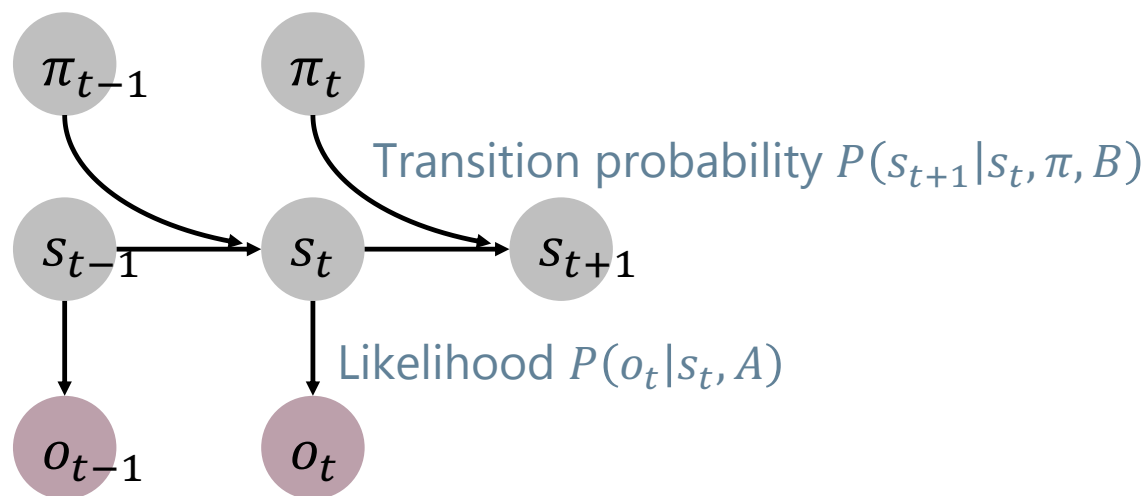 π_{t−1} π_t
Transition probability P(s_{t+1}|s_t, π, B)
s_{t−1} s_t s_{t+1}
Likelihood P(o_t|s_t, A)
o_{t−1} o_t